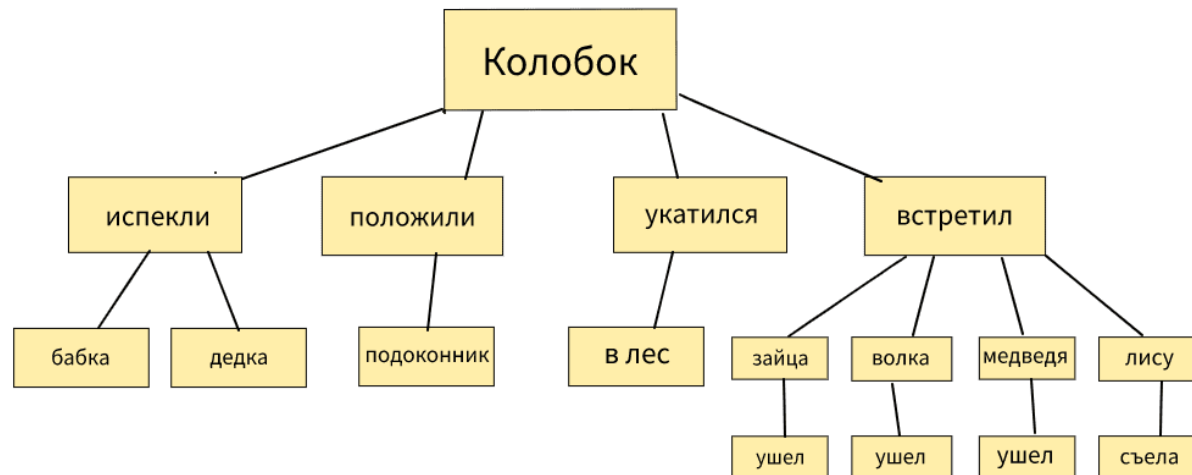 Колобок
испекли
положили
укатился
встретил
бабка
дедка
подоконник
в лес
зайца
волка
медведя
лису
ушел
ушел
ушел
съела